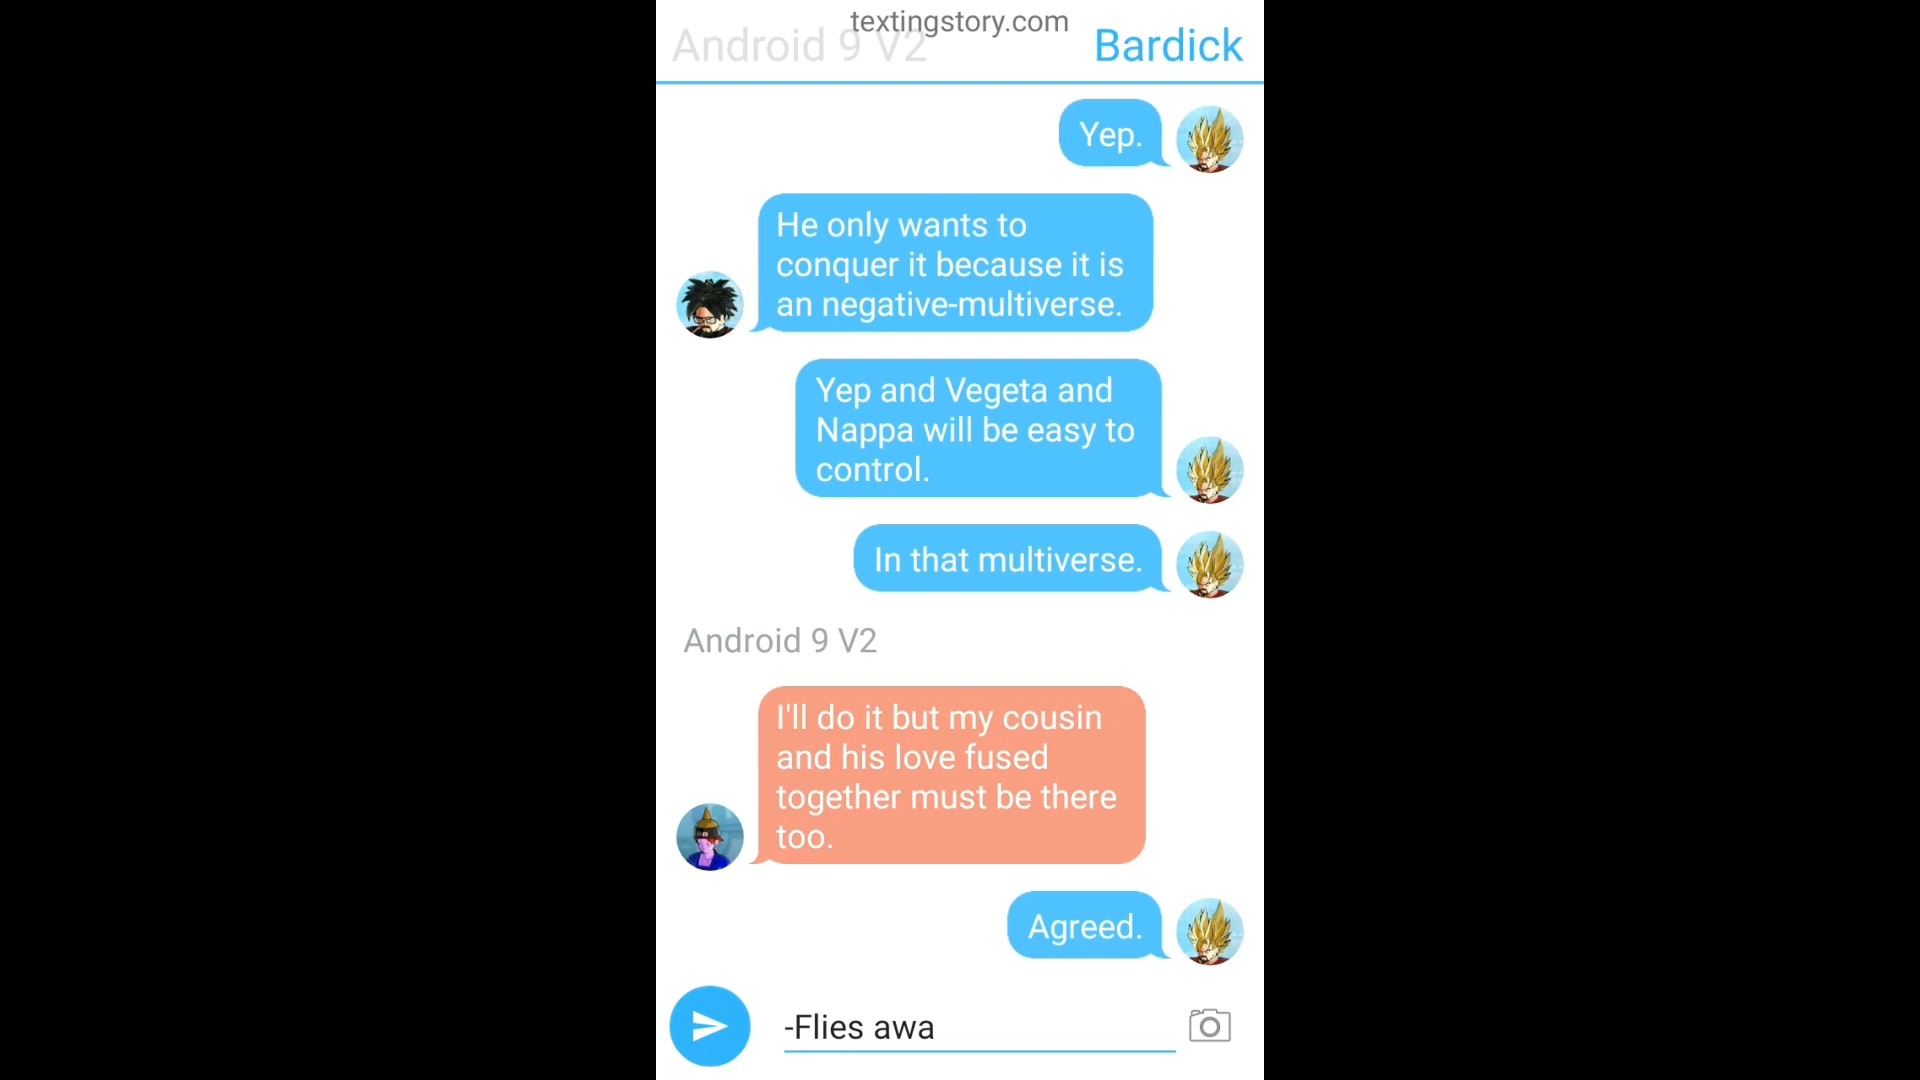 textingstory.com
Android 9 V2
Bardick
Yep.
He only wants to
conquer it because it is
an negative-multiverse.
Yep and Vegeta and
Nappa will be easy to
control.
In that multiverse.
Android 9 V2
I'll do it but my cousin
and his love fused
together must be there
too.
Agreed.
-Flies awa